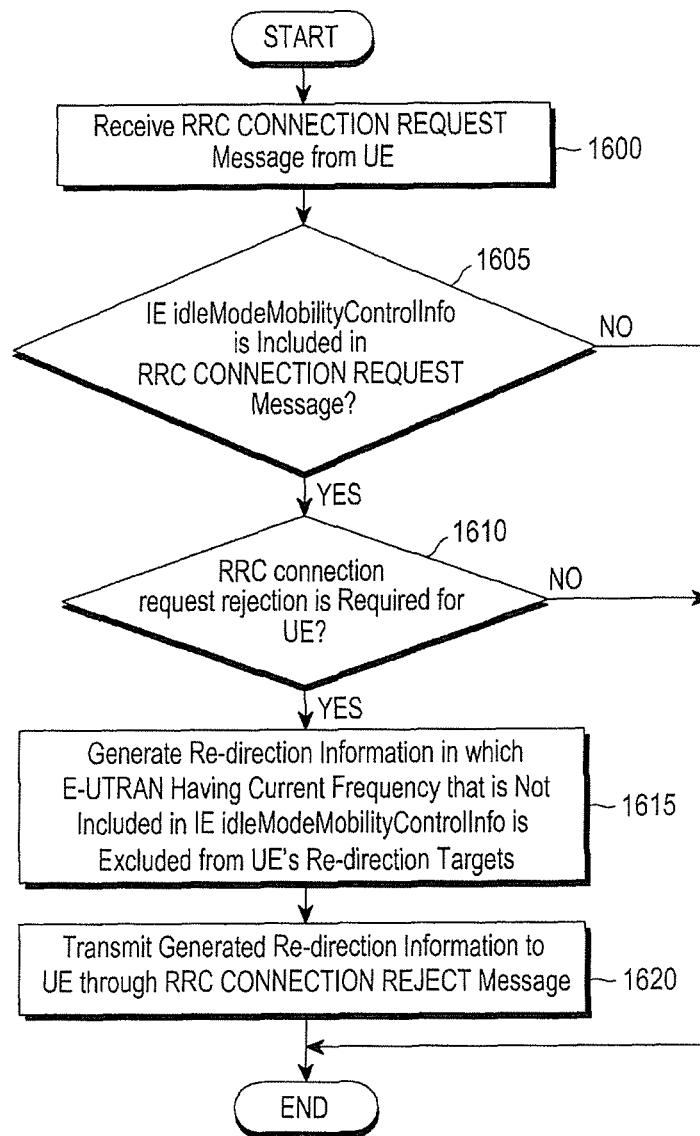 START
Receive RRC CONNECTION REQUEST
Message from UE
1600
1605
IE idleModeMobilityControlInfo
is Included in
RRC CONNECTION REQUEST
Message?
NO
YES
1610
RRC connection
request rejection is Required for
UE?
NO
YES
Generate Re-direction Information in which
E-UTRAN Having Current Frequency that is Not
Included in IE idleModeMobilityControlInfo is
Excluded from UE's Re-direction Targets
1615
Transmit Generated Re-direction Information to
UE through RRC CONNECTION REJECT Message
1620
END